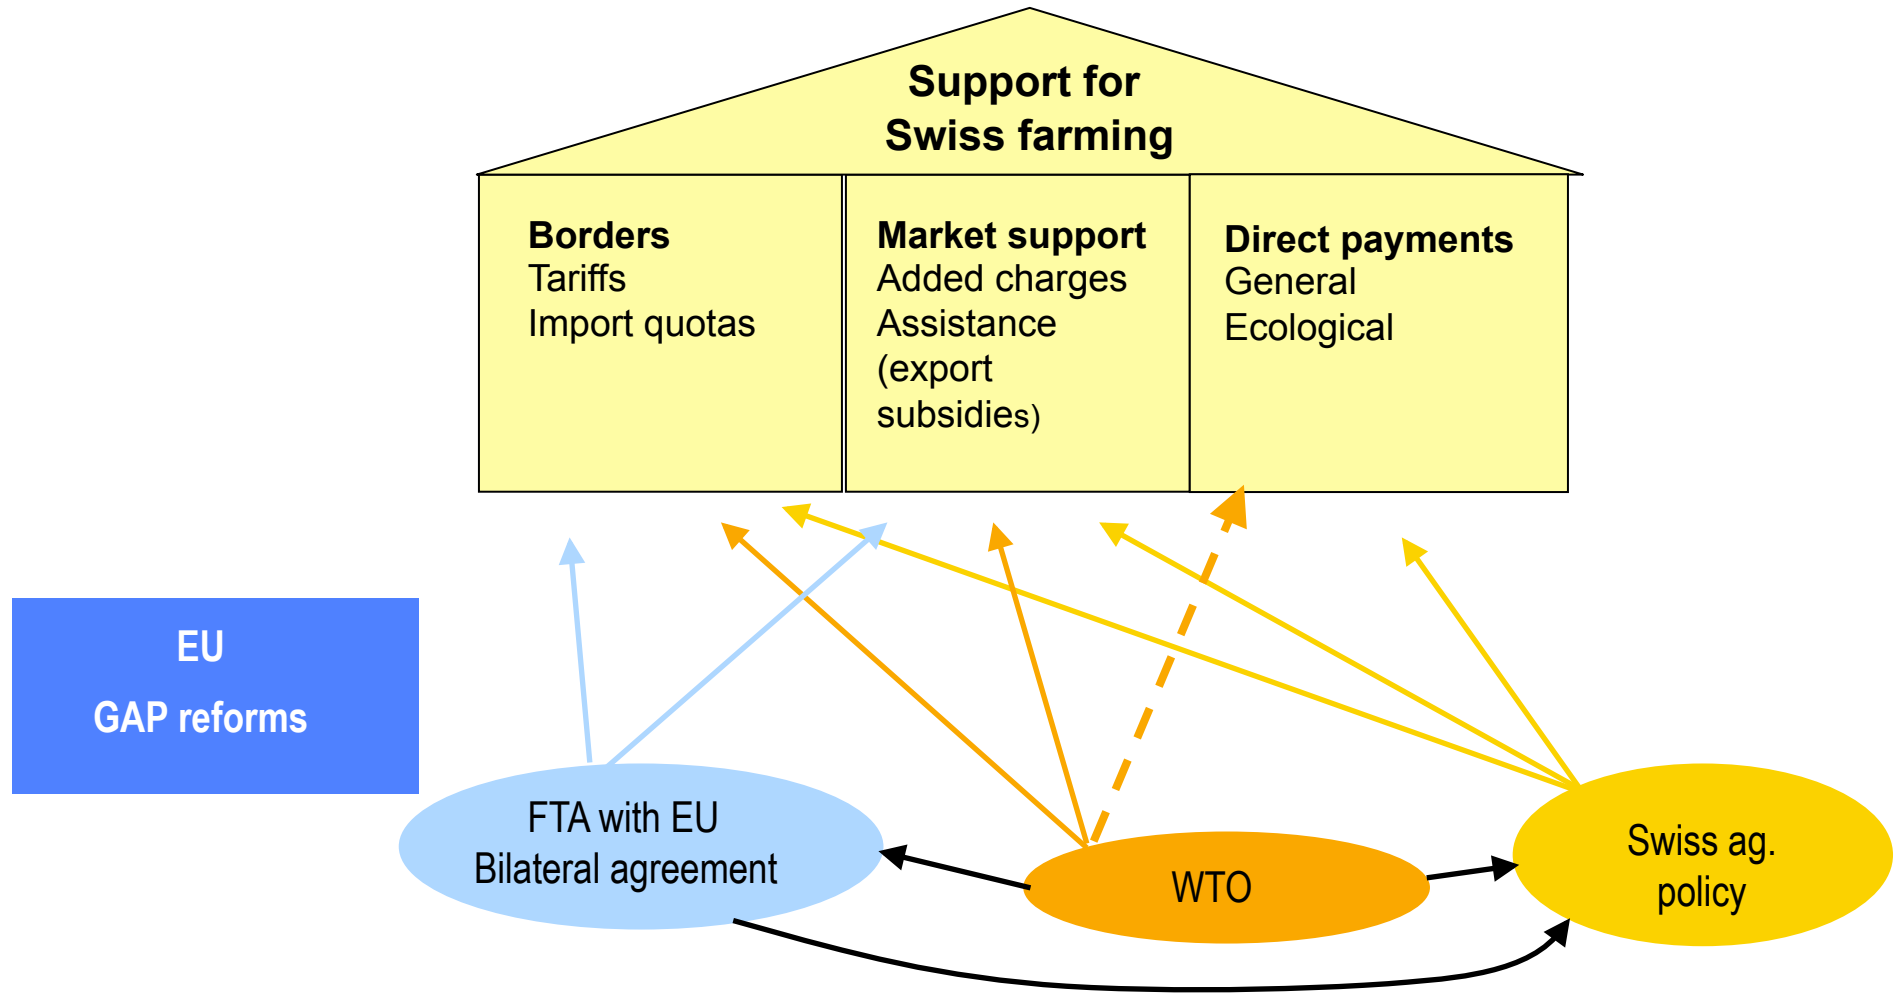 Support for
Swiss farming
Borders
Tariffs
Import quotas
Market support
Added charges
Assistance
(export
subsidies)
Direct payments
General
Ecological
EU
GAP reforms
FTA with EU
Bilateral agreement
WTO
Swiss ag.
policy